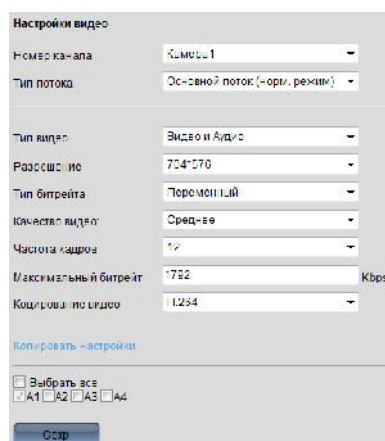 Настройки видео
Номер канала Камера1
Тип потока Основной поток (норм. режим)
Тип видео Видео и Аудио
Разрешение 704*576
Тип битрейта Переменный
Качество видео: Среднее
Частота кадров 12
Максимальный битрейт 1792 Kbps
Кодирование видео H.264
Копировать настройки
Выбрать все
A1 A2 A3 A4
Сохр